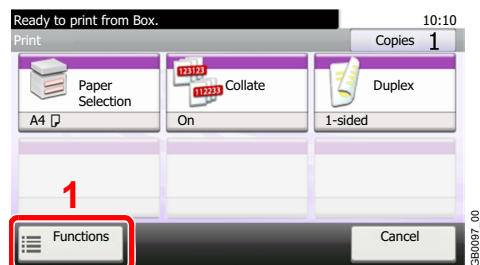 Ready to print from Box.
10:10
Print
Copies 1
123123
112233
Paper Selection
Collate
Duplex
A4
On
1-sided
1
Functions
Cancel
GB0097_00